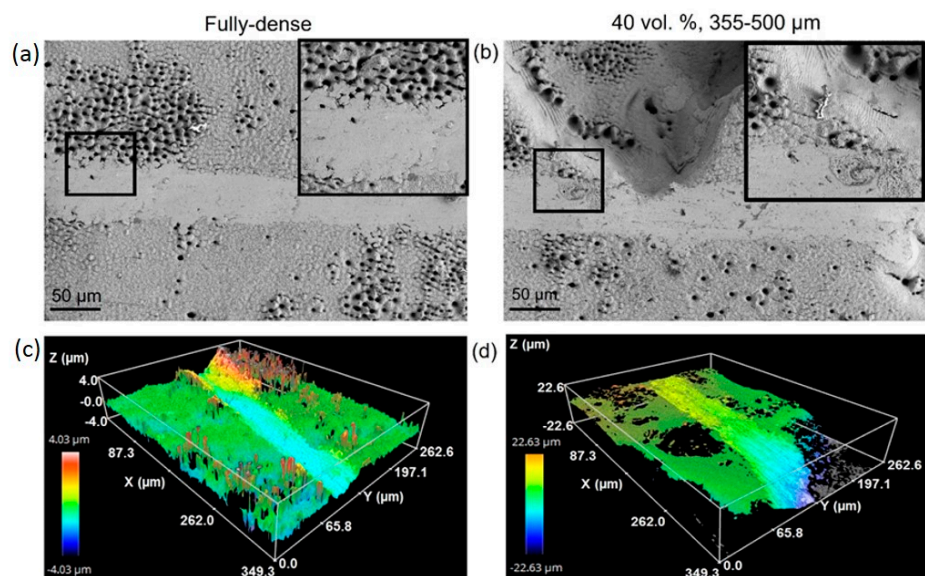 Fully-dense
40 vol. %, 355-500 µm
(a)
50 µm
(b)
50 µm
(c)
Z (µm)
4.0
-0.0
-4.0
4.03 µm
-4.03 µm
87.3
X (µm)
262.0
349.3
0.0
65.8
Y (µm)
197.1
262.6
(d)
Z (µm)
22.6
-22.6
22.63 µm
-22.63 µm
87.3
X (µm)
262.0
349.3
0.0
65.8
Y (µm)
197.1
262.6